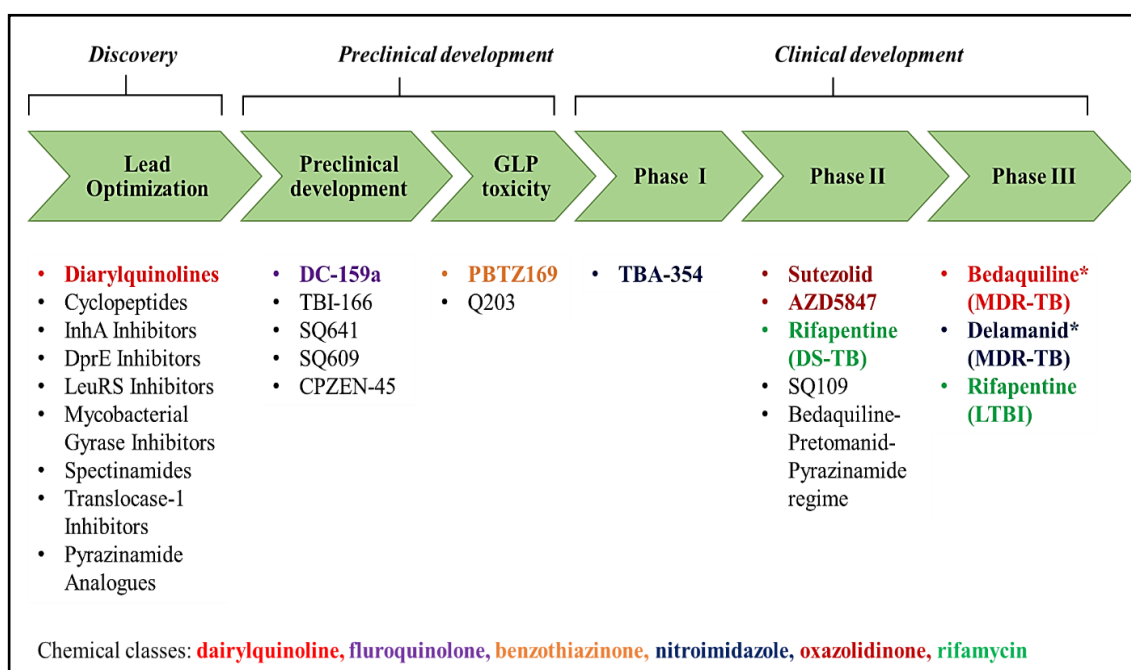 Discovery
Preclinical development
Clinical development
Lead
Optimization
Preclinical
development
GLP
toxicity
Phase I
Phase II
Phase III
• Diarylquinolines
• Cyclopeptides
• InhA Inhibitors
• DprE Inhibitors
• LeuRS Inhibitors
• Mycobacterial
Gyrase Inhibitors
• Spectinamides
• Translocase-1
Inhibitors
• Pyrazinamide
Analogues
• DC-159a
• TBI-166
• SQ641
• SQ609
• CPZEN-45
• PBTZ169
• Q203
• TBA-354
• Sutezolid
• AZD5847
• Rifapentine
(DS-TB)
• SQ109
• Bedaquiline-
Pretomanid-
Pyrazinamide
regime
• Bedaquiline*
(MDR-TB)
• Delamanid*
(MDR-TB)
• Rifapentine
(LTBI)
Chemical classes: dairylquinoline, fluroquinolone, benzothiazinone, nitroimidazole, oxazolidinone, rifamycin